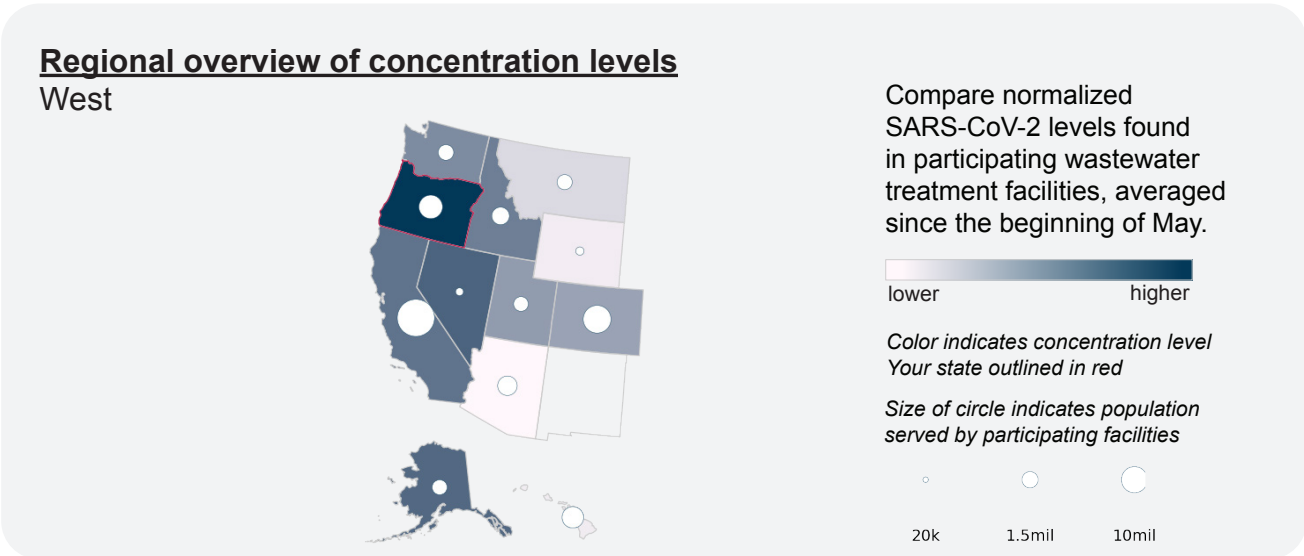 Regional overview of concentration levels
West
Compare normalized
SARS-CoV-2 levels found
in participating wastewater
treatment facilities, averaged
since the beginning of May.
lower higher
Color indicates concentration level
Your state outlined in red
Size of circle indicates population
served by participating facilities
20k 1.5mil 10mil